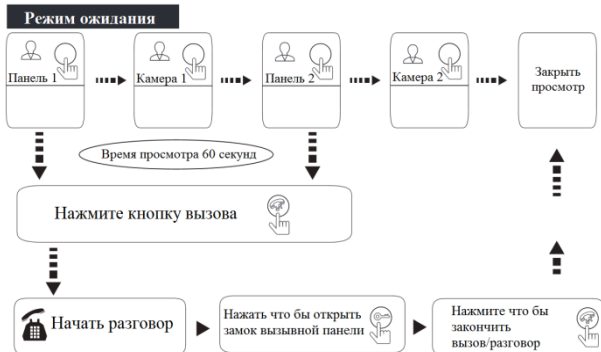 Режим ожидания
Панель 1
Камера 1
Панель 2
Камера 2
Закрыть
просмотр
Время просмотра 60 секунд
Нажмите кнопку вызова
Начать разговор
Нажать что бы открыть
замок вызывной панели
Нажмите что бы
закончить
вызов/разговор